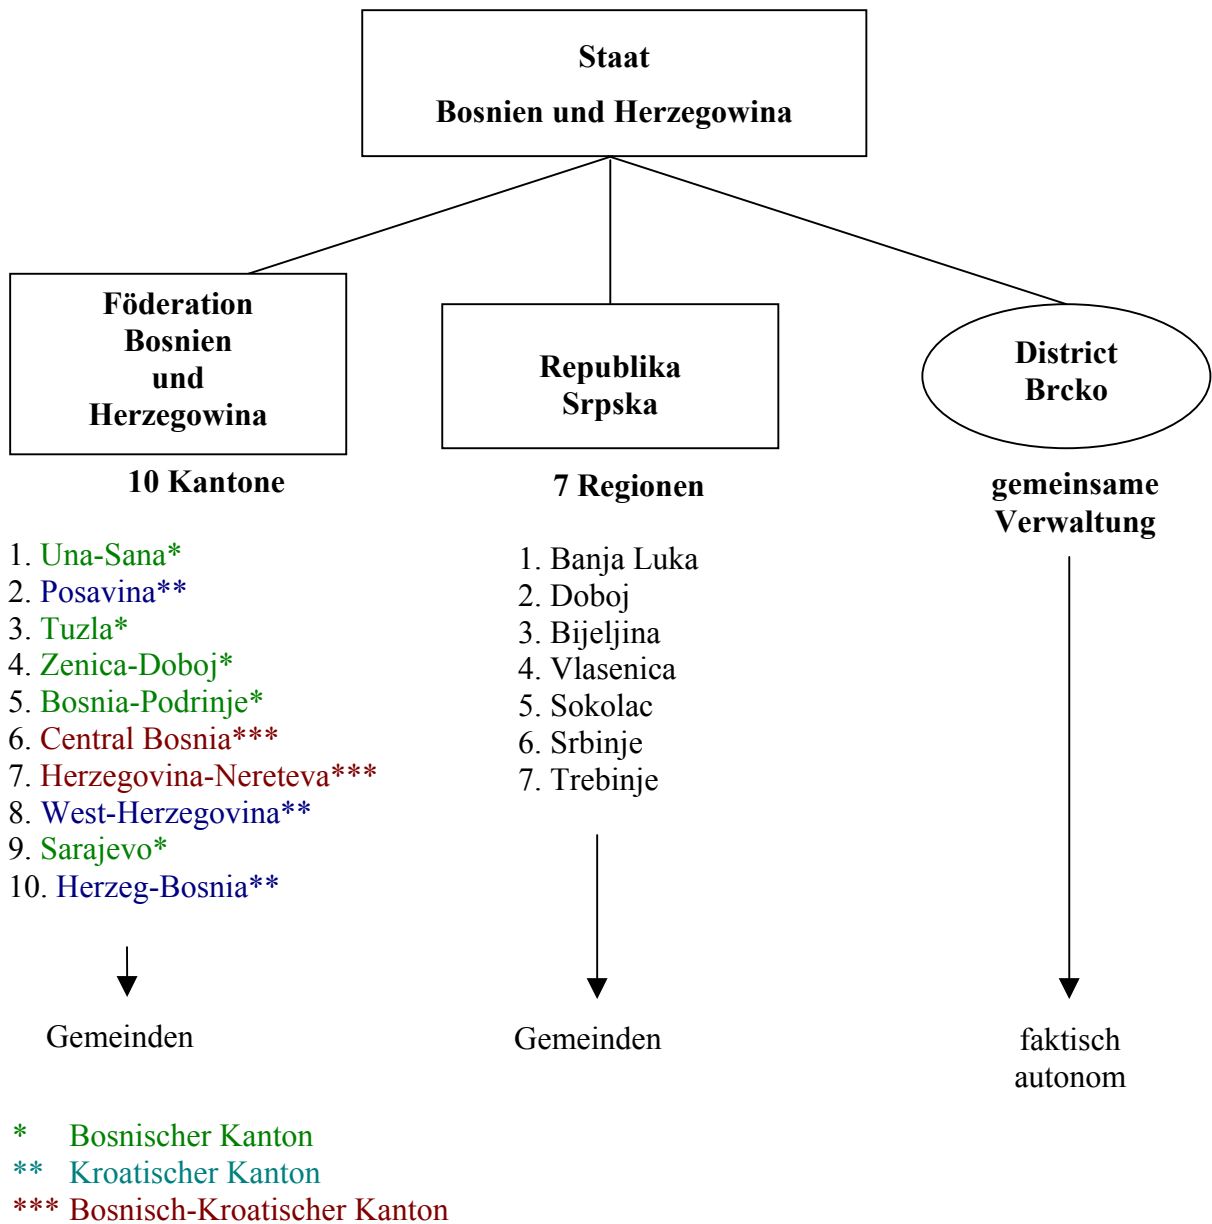 Staat
Bosnien und Herzegowina
Föderation
Bosnien
und
Herzegowina
10 Kantone
1. Una-Sana*
2. Posavina**
3. Tuzla*
4. Zenica-Doboj*
5. Bosnia-Podrinje*
6. Central Bosnia***
7. Herzegovina-Nereteva***
8. West-Herzegovina**
9. Sarajevo*
10. Herzeg-Bosnia**
Gemeinden
Republika
Srpska
7 Regionen
1. Banja Luka
2. Doboj
3. Bijeljina
4. Vlasenica
5. Sokolac
6. Srbinje
7. Trebinje
Gemeinden
District
Brcko
gemeinsame
Verwaltung
faktisch
autonom
* Bosnischer Kanton
** Kroatischer Kanton
*** Bosnisch-Kroatischer Kanton